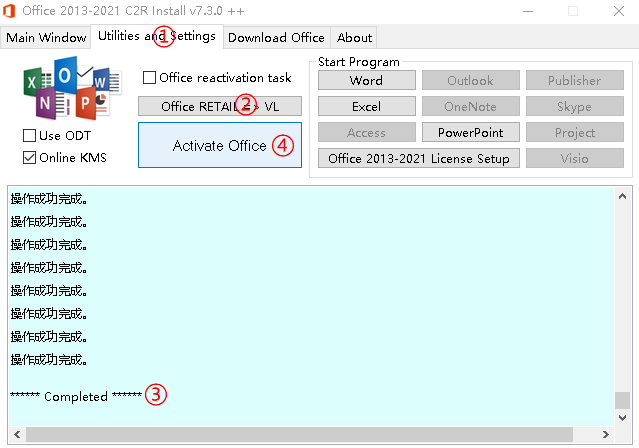 Office 2013-2021 C2R Install v7.3.0 ++
Main Window
Utilities and Settings
①
Download Office
About
Office reactivation task
Office RETAIL => VL
②
Use ODT
Online KMS
Activate Office
④
Start Program
Word
Outlook
Publisher
Excel
OneNote
Skype
Access
PowerPoint
Project
Office 2013-2021 License Setup
Visio
操作成功完成。
操作成功完成。
操作成功完成。
操作成功完成。
操作成功完成。
操作成功完成。
操作成功完成。
操作成功完成。
****** Completed ******
③